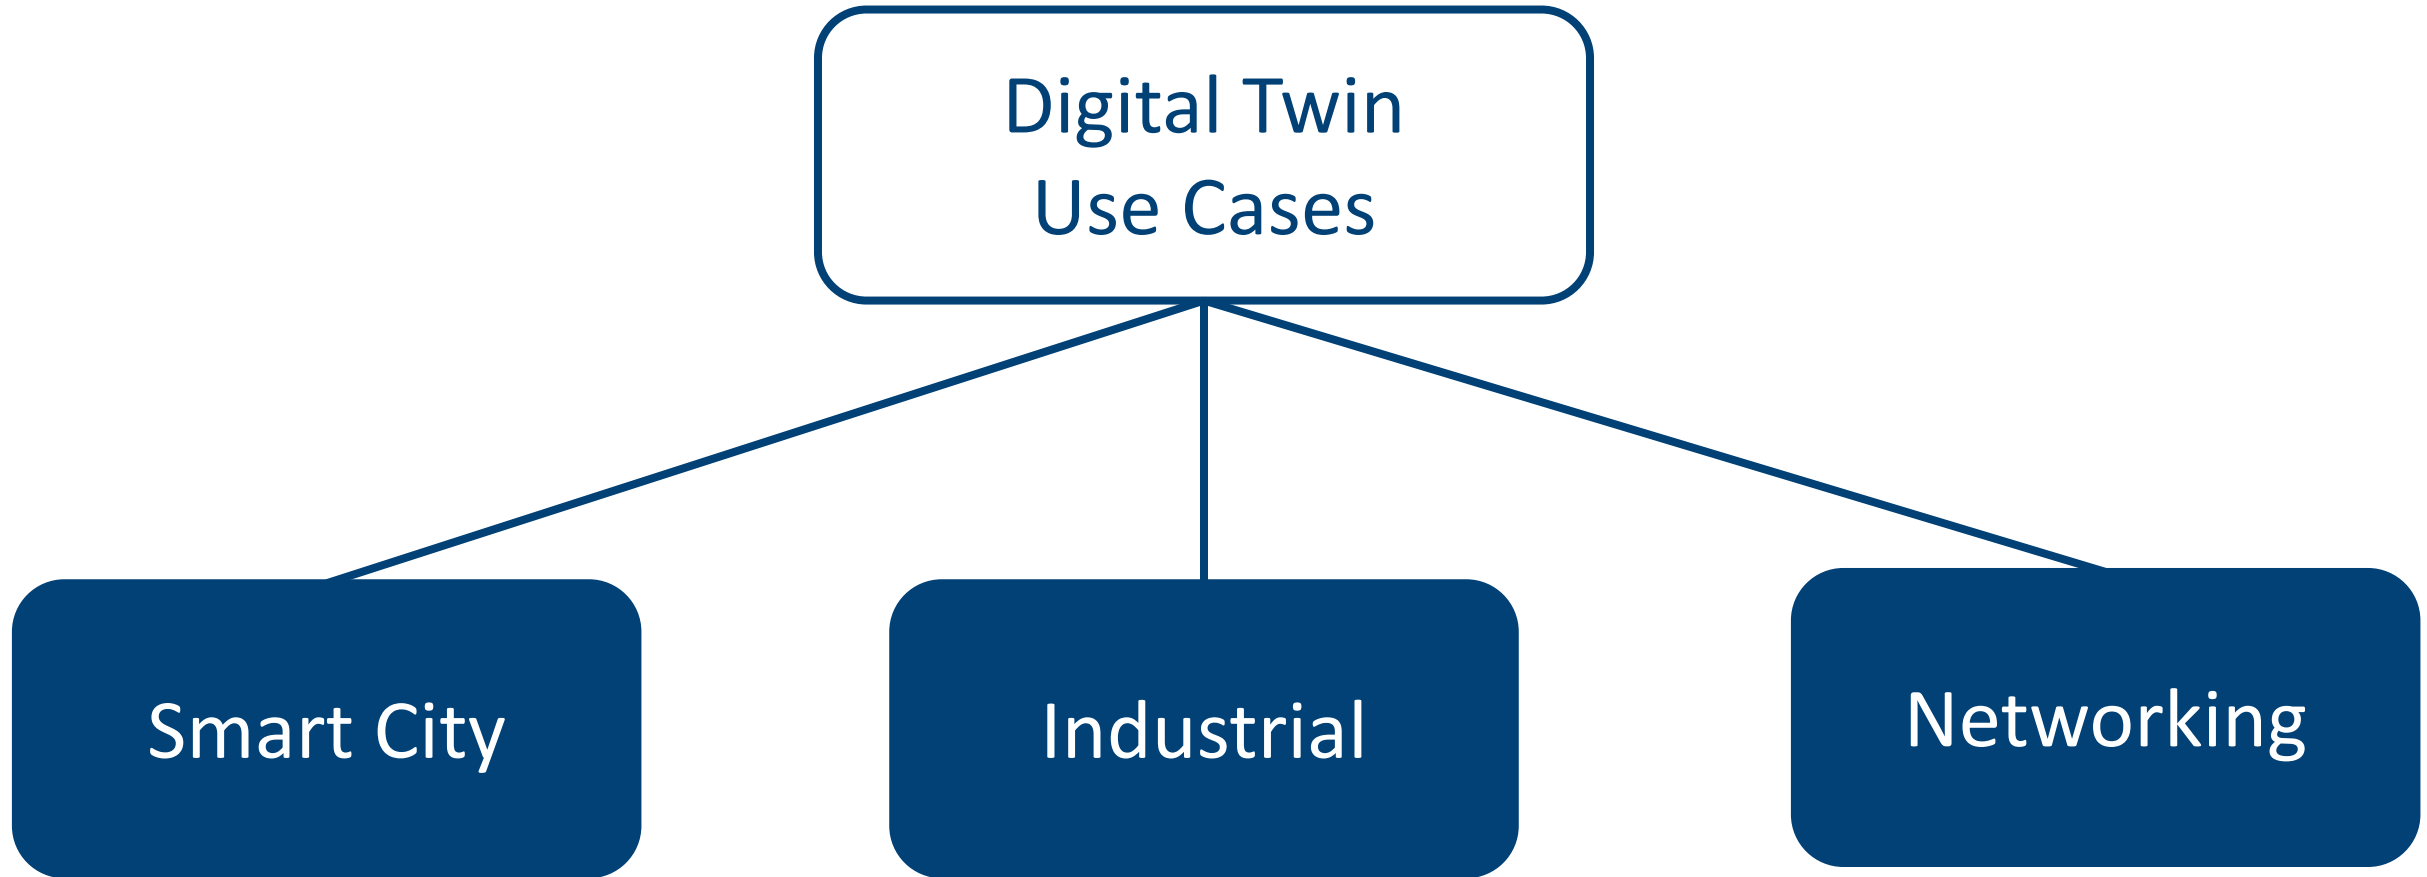 Digital Twin
Use Cases
Smart City
Industrial
Networking